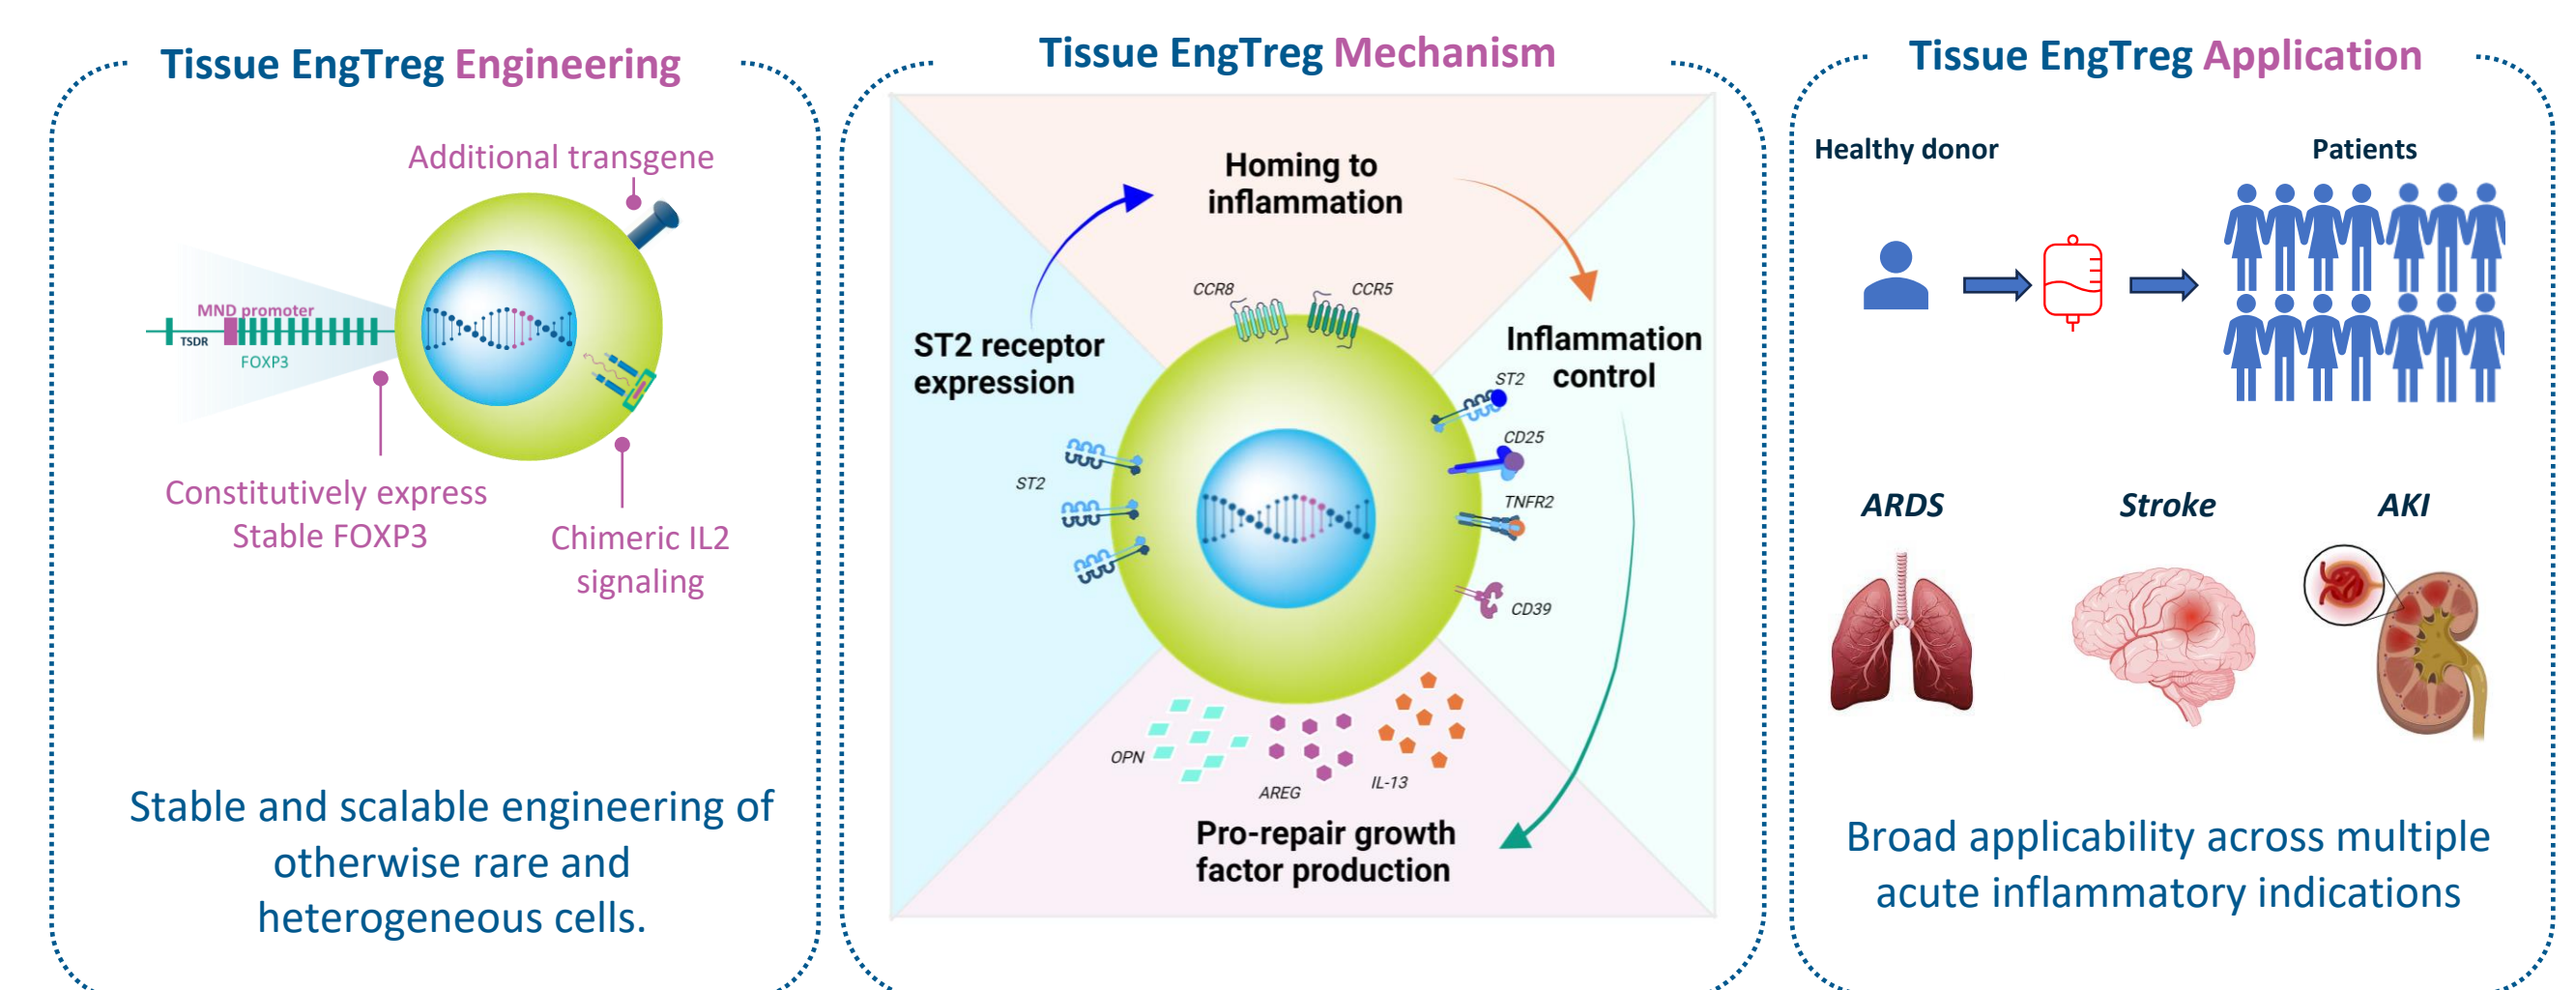 Tissue EngTreg Engineering
Additional transgene
MND promoter
TSDR
FOXP3
Constitutively express
Stable FOXP3
Chimeric IL2
signaling
Stable and scalable engineering of
otherwise rare and
heterogeneous cells.
Tissue EngTreg Mechanism
Homing to
inflammation
CCR8
CCR5
ST2 receptor
expression
ST2
Inflammation
control
ST2
CD25
TNFR2
CD39
OPN
AREG
IL-13
Pro-repair growth
factor production
Tissue EngTreg Application
Healthy donor
Patients
ARDS
Stroke
AKI
Broad applicability across multiple
acute inflammatory indications